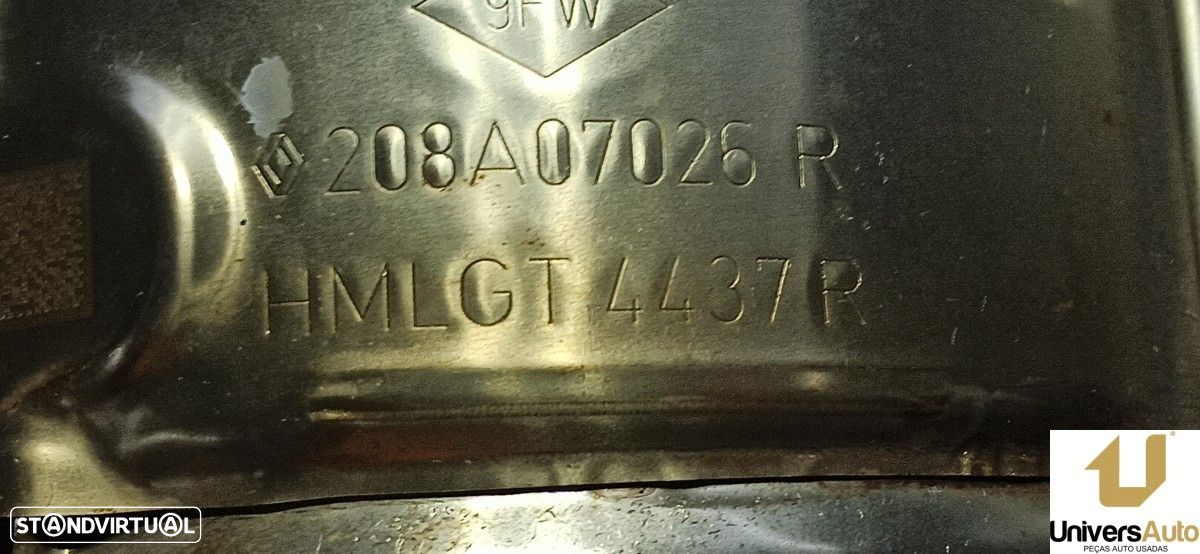 9FW
208A07026 R
HMLGT 4437 R
STANDVIRTUAL
UniversAuto
PEÇAS AUTO USADAS